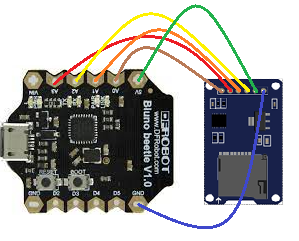 VIN A3 A2 A1 A0 5V
DFROBOT
www.DFRobot.com
Bluno beetle V1.0
RESET BOOT
GND D2 D3 D4 D5 GND